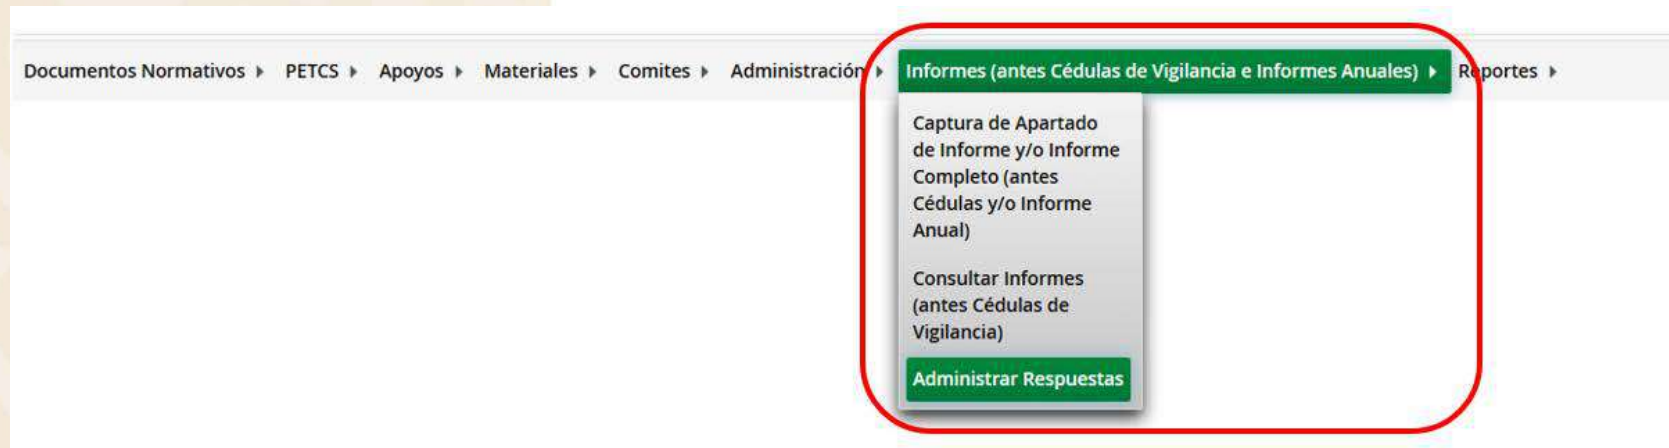 Documentos Normativos PETCS Apoyos Materiales Comites Administración Informes (antes Cédulas de Vigilancia e Informes Anuales) Reportes
Captura de Apartado
de Informe y/o Informe
Completo (antes
Cédulas y/o Informe
Anual)
Consultar Informes
(antes Cédulas de
Vigilancia)
Administrar Respuestas